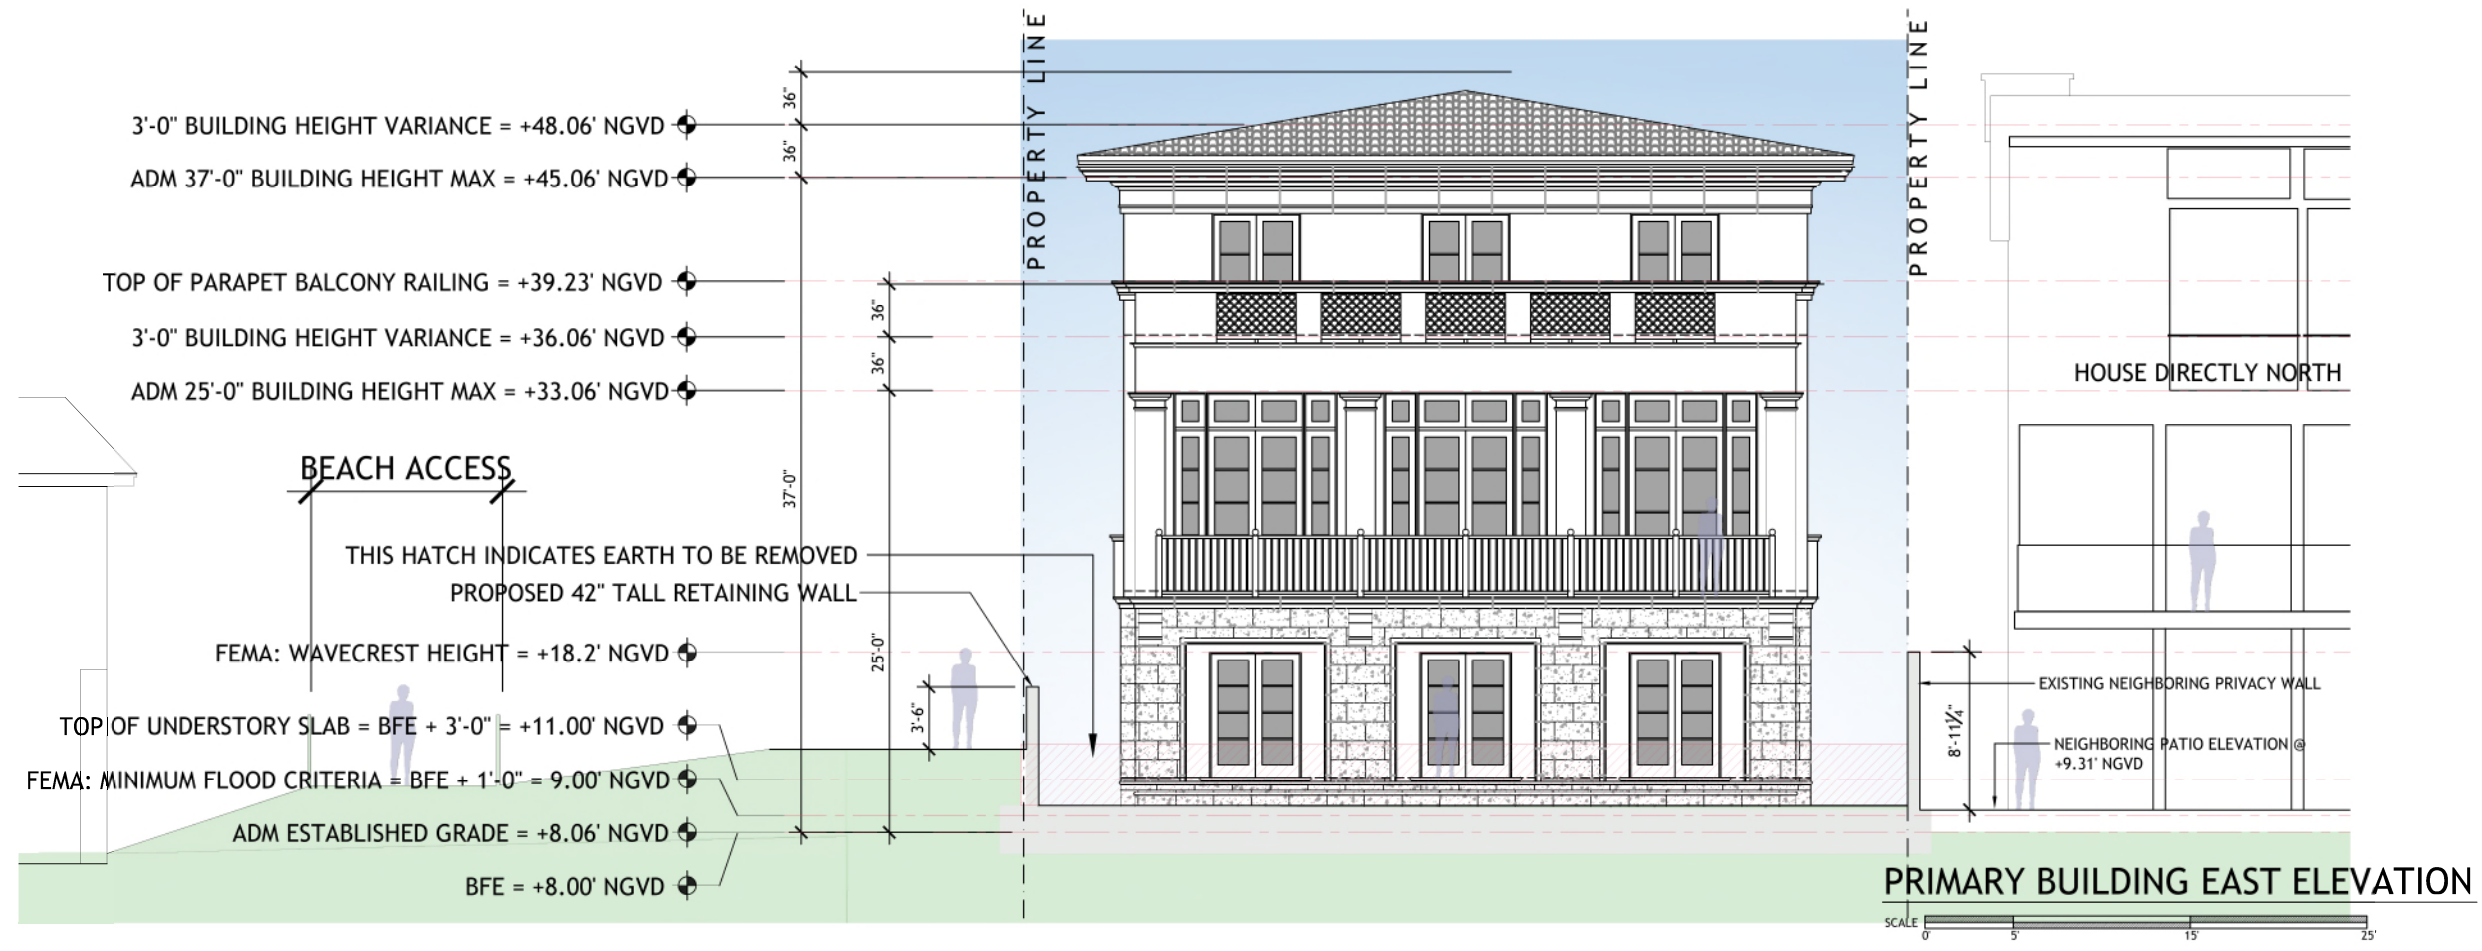 PROPERTY LINE
PROPERTY LINE
36"
3'-0" BUILDING HEIGHT VARIANCE = +48.06' NGVD
36"
ADM 37'-0" BUILDING HEIGHT MAX = +45.06' NGVD
TOP OF PARAPET BALCONY RAILING = +39.23' NGVD
36"
3'-0" BUILDING HEIGHT VARIANCE = +36.06' NGVD
36"
ADM 25'-0" BUILDING HEIGHT MAX = +33.06' NGVD
HOUSE DIRECTLY NORTH
BEACH ACCESS
37'-0"
THIS HATCH INDICATES EARTH TO BE REMOVED
PROPOSED 42" TALL RETAINING WALL
25'-0"
FEMA: WAVECREST HEIGHT = +18.2' NGVD
EXISTING NEIGHBORING PRIVACY WALL
3'-6"
8'-11¼"
TOP OF UNDERSTORY SLAB = BFE + 3'-0" = +11.00' NGVD
NEIGHBORING PATIO ELEVATION @
+9.31' NGVD
FEMA: MINIMUM FLOOD CRITERIA = BFE + 1'-0" = 9.00' NGVD
ADM ESTABLISHED GRADE = +8.06' NGVD
BFE = +8.00' NGVD
PRIMARY BUILDING EAST ELEVATION
SCALE
0' 5' 15' 25'